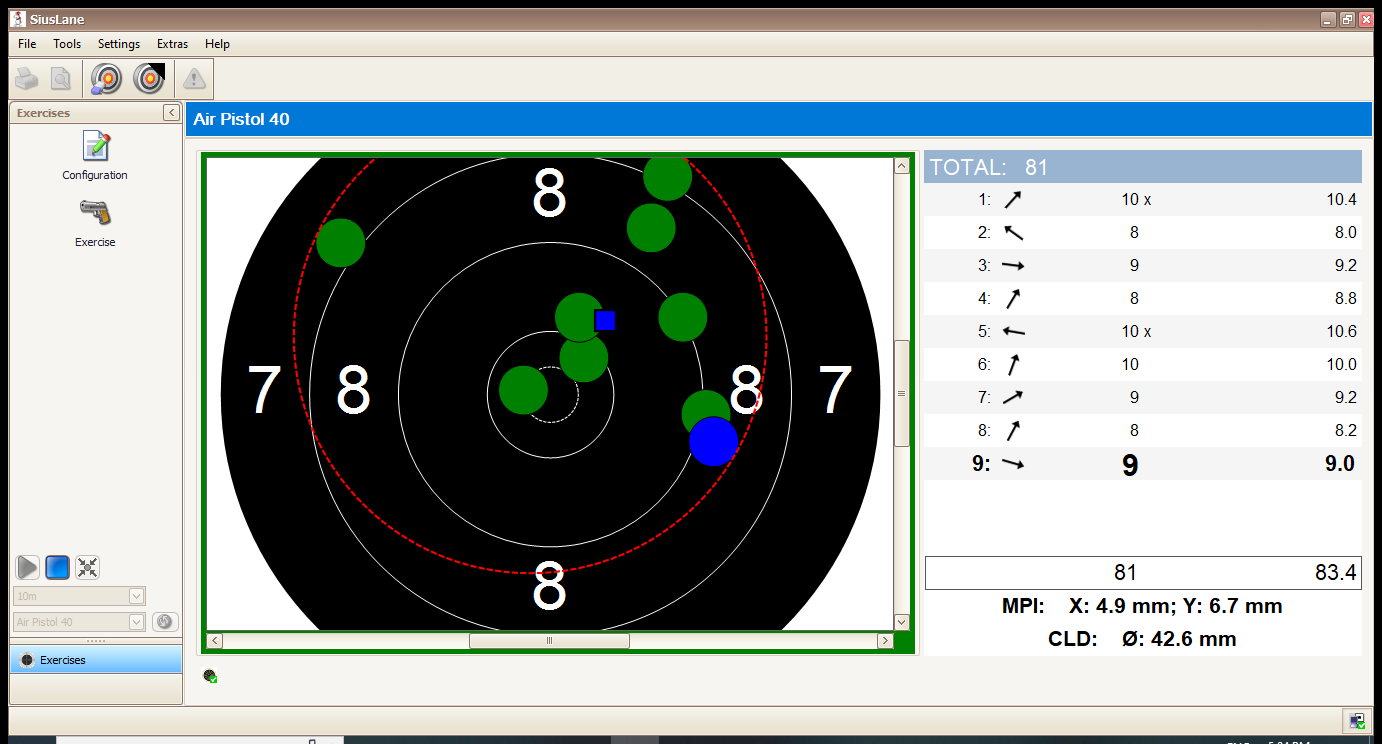 SiusLane
File Tools Settings Extras Help
Exercises
Configuration
Exercise
10m
Air Pistol 40
Exercises
Air Pistol 40
8
7 8 8 7
8
TOTAL: 81
1: 10 x 10.4
2: 8 8.0
3: 9 9.2
4: 8 8.8
5: 10 x 10.6
6: 10 10.0
7: 9 9.2
8: 8 8.2
9: 9 9.0
81 83.4
MPI: X: 4.9 mm; Y: 6.7 mm
CLD: Ø: 42.6 mm